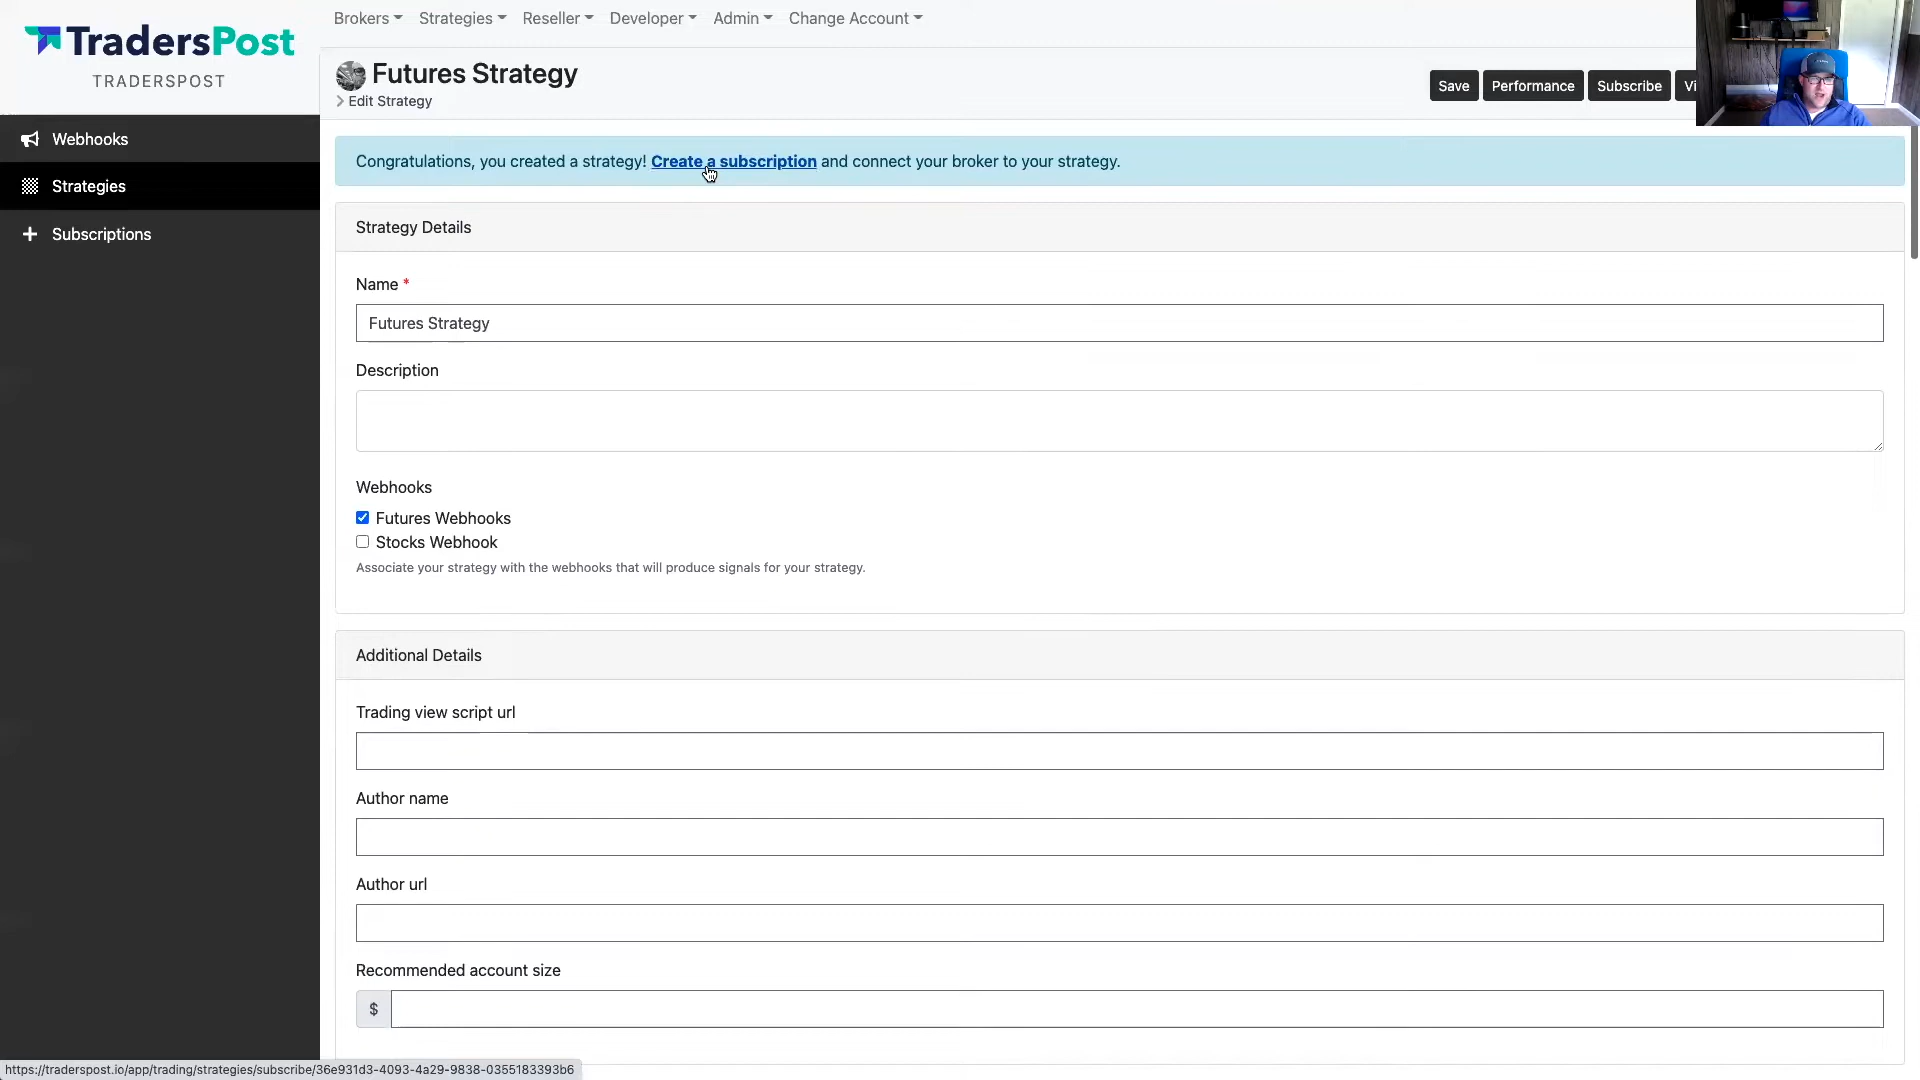 TradersPost
TRADERSPOST
Webhooks
Strategies
Subscriptions
Brokers Strategies Reseller Developer Admin Change Account
Futures Strategy
Edit Strategy
Save Performance Subscribe
Congratulations, you created a strategy! Create a subscription and connect your broker to your strategy.
Strategy Details
Name *
Futures Strategy
Description
Webhooks
Futures Webhooks
Stocks Webhook
Associate your strategy with the webhooks that will produce signals for your strategy.
Additional Details
Trading view script url
Author name
Author url
Recommended account size
$
https://traderspost.io/app/trading/strategies/subscribe/36e931d3-4093-4a29-9838-0355183393b6